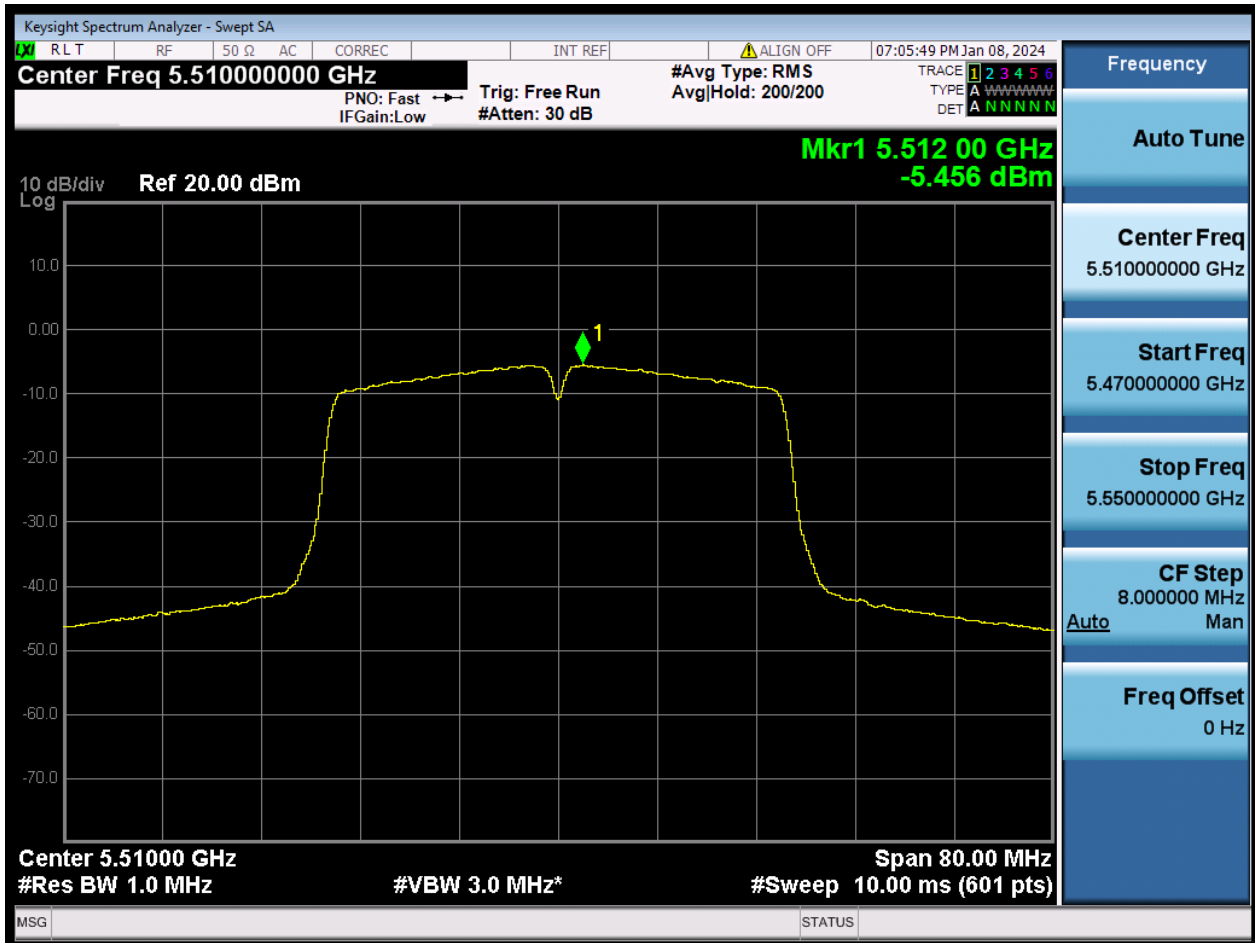 Keysight Spectrum Analyzer - Swept SA
LXI RLT RF 50 Ω AC CORREC INT REF ALIGN OFF 07:05:49 PM Jan 08, 2024
Center Freq 5.510000000 GHz
PNO: Fast
IFGain:Low
Trig: Free Run
#Atten: 30 dB
#Avg Type: RMS
Avg|Hold: 200/200
TRACE 1 2 3 4 5 6
TYPE A WWWWW
DET A N N N N N
Mkr1 5.512 00 GHz
-5.456 dBm
10 dB/div Ref 20.00 dBm
Log
10.0
0.00
-10.0
-20.0
-30.0
-40.0
-50.0
-60.0
-70.0
1
Center 5.51000 GHz Span 80.00 MHz
#Res BW 1.0 MHz #VBW 3.0 MHz* #Sweep 10.00 ms (601 pts)
MSG STATUS
Frequency
Auto Tune
Center Freq
5.510000000 GHz
Start Freq
5.470000000 GHz
Stop Freq
5.550000000 GHz
CF Step
8.000000 MHz
Auto Man
Freq Offset
0 Hz